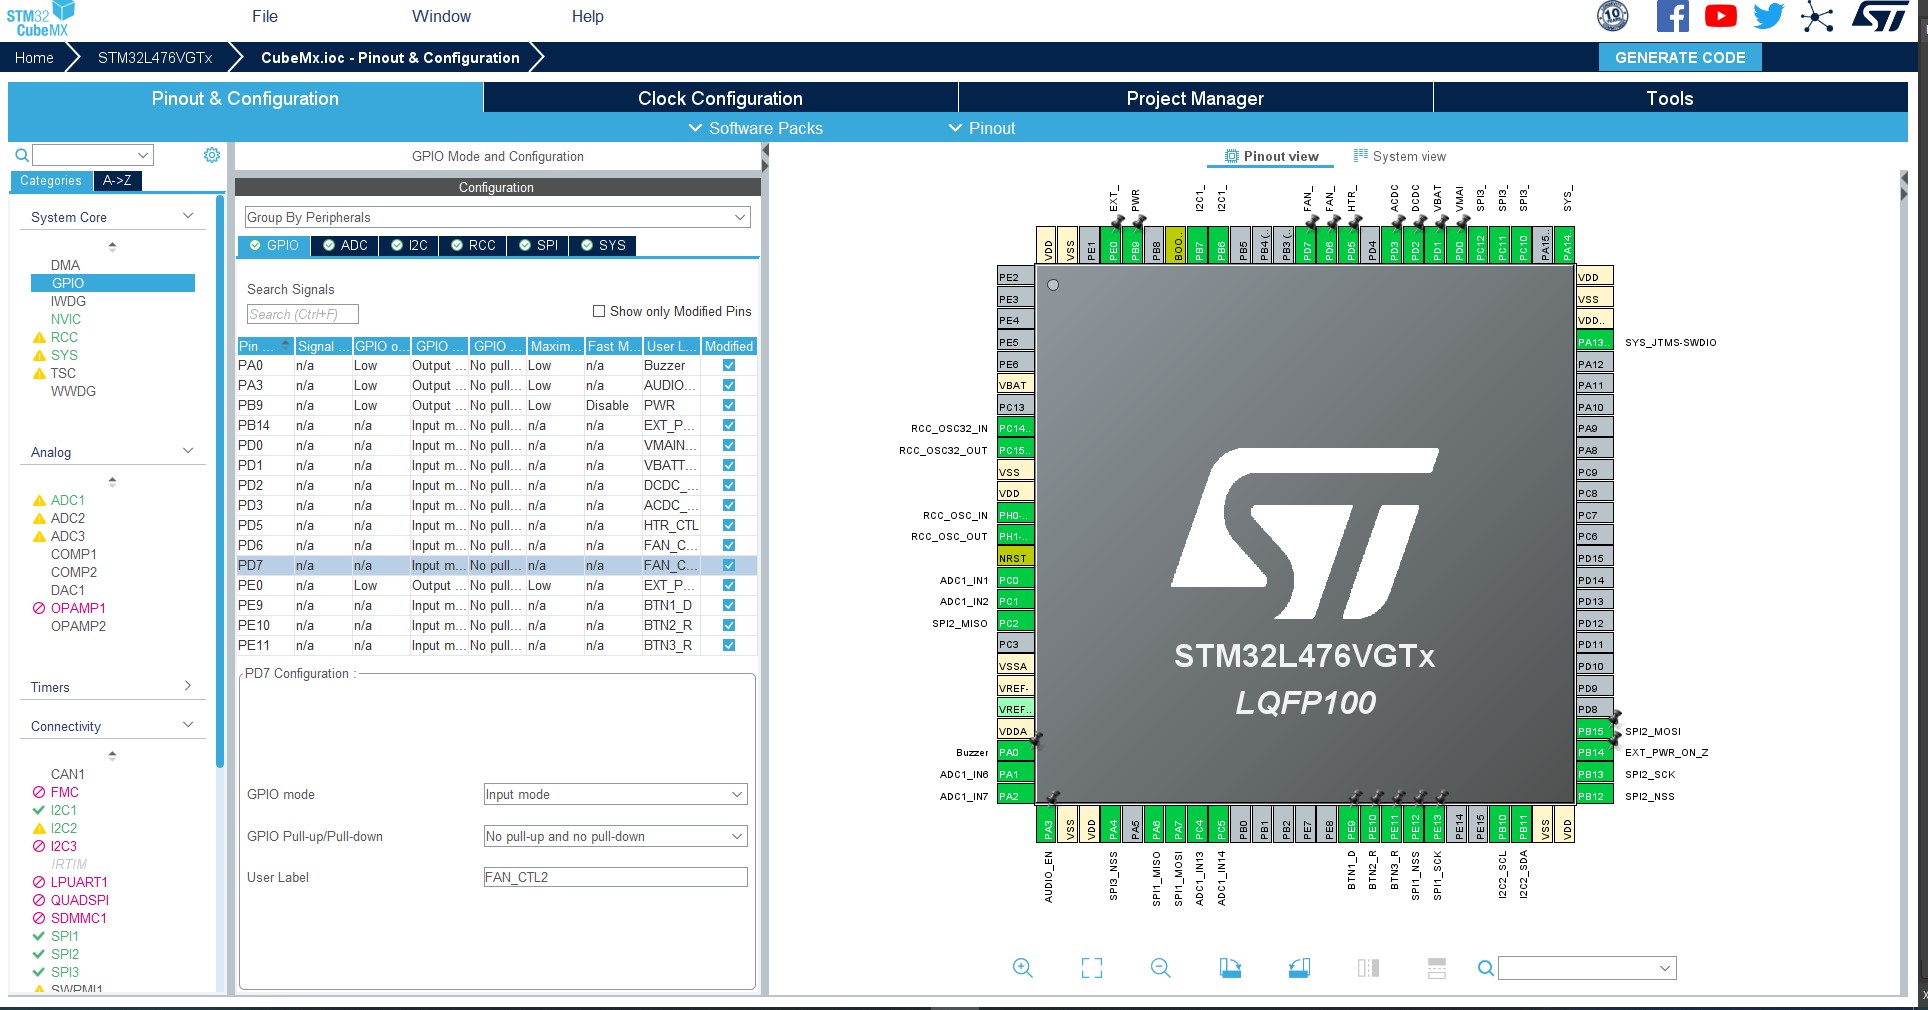 STM32 CubeMX
File Window Help
10
Home STM32L476VGTx CubeMx.ioc - Pinout & Configuration GENERATE CODE
Pinout & Configuration Clock Configuration Project Manager Tools
Software Packs Pinout
Categories A->Z
System Core
DMA
GPIO
IWDG
NVIC
RCC
SYS
TSC
WWDG
Analog
ADC1
ADC2
ADC3
COMP1
COMP2
DAC1
OPAMP1
OPAMP2
Timers
Connectivity
CAN1
FMC
I2C1
I2C2
I2C3
IRTIM
LPUART1
QUADSPI
SDMMC1
SPI1
SPI2
SPI3
SWPMI1
GPIO Mode and Configuration
Configuration
Group By Peripherals
GPIO ADC I2C RCC SPI SYS
Search Signals
Search (Ctrl+F)
Show only Modified Pins
Pin ... Signal ... GPIO o... GPIO ... GPIO ... Maxim... Fast M... User L... Modified
PA0 n/a Low Output ... No pull... Low n/a Buzzer
PA3 n/a Low Output ... No pull... Low n/a AUDIO...
PB9 n/a Low Output ... No pull... Low Disable PWR
PB14 n/a n/a Input m... No pull... n/a n/a EXT_P...
PD0 n/a n/a Input m... No pull... n/a n/a VMAIN...
PD1 n/a n/a Input m... No pull... n/a n/a VBATT...
PD2 n/a n/a Input m... No pull... n/a n/a DCDC_...
PD3 n/a n/a Input m... No pull... n/a n/a ACDC_...
PD5 n/a n/a Input m... No pull... n/a n/a HTR_CTL
PD6 n/a n/a Input m... No pull... n/a n/a FAN_C...
PD7 n/a n/a Input m... No pull... n/a n/a FAN_C...
PE0 n/a Low Output ... No pull... Low n/a EXT_P...
PE9 n/a n/a Input m... No pull... n/a n/a BTN1_D
PE10 n/a n/a Input m... No pull... n/a n/a BTN2_R
PE11 n/a n/a Input m... No pull... n/a n/a BTN3_R
PD7 Configuration :
GPIO mode Input mode
GPIO Pull-up/Pull-down No pull-up and no pull-down
User Label FAN_CTL2
Pinout view System view
EXT_ PWR I2C1_ I2C1_ FAN_ FAN_ HTR_ ACDC DCDC VBAT VMAI SPI3_ SPI3_ SPI3_ SYS_
VDD VSS PE1 PE0 PB9 PB8 BOO.. PB7 PB6 PB5 PB4 (.. PB3 (.. PD7 PD6 PD5 PD4 PD3 PD2 PD1 PD0 PC12 PC11 PC10 PA15.. PA14..
PE2
PE3
PE4
PE5
PE6
VBAT
PC13
RCC_OSC32_IN PC14..
RCC_OSC32_OUT PC15..
VSS
VDD
RCC_OSC_IN PH0-..
RCC_OSC_OUT PH1-..
NRST
ADC1_IN1 PC0
ADC1_IN2 PC1
SPI2_MISO PC2
PC3
VSSA
VREF-
VREF..
VDDA
Buzzer PA0
ADC1_IN6 PA1
ADC1_IN7 PA2
ST
STM32L476VGTx
LQFP100
VDD
VSS
VDD..
PA13.. SYS_JTMS-SWDIO
PA12
PA11
PA10
PA9
PA8
PC9
PC8
PC7
PC6
PD15
PD14
PD13
PD12
PD11
PD10
PD9
PD8
PB15 SPI2_MOSI
PB14 EXT_PWR_ON_Z
PB13 SPI2_SCK
PB12 SPI2_NSS
PA3 VSS VDD PA4 PA5 PA6 PA7 PC4 PC5 PB0 PB1 PB2 PE7 PE8 PE9 PE10 PE11 PE12 PE13 PE14 PE15 PB10 PB11 VSS VDD
AUDIO_EN SPI3_NSS SPI1_MISO SPI1_MOSI ADC1_IN13 ADC1_IN14 BTN1_D BTN2_R BTN3_R SPI1_NSS SPI1_SCK I2C2_SCL I2C2_SDA